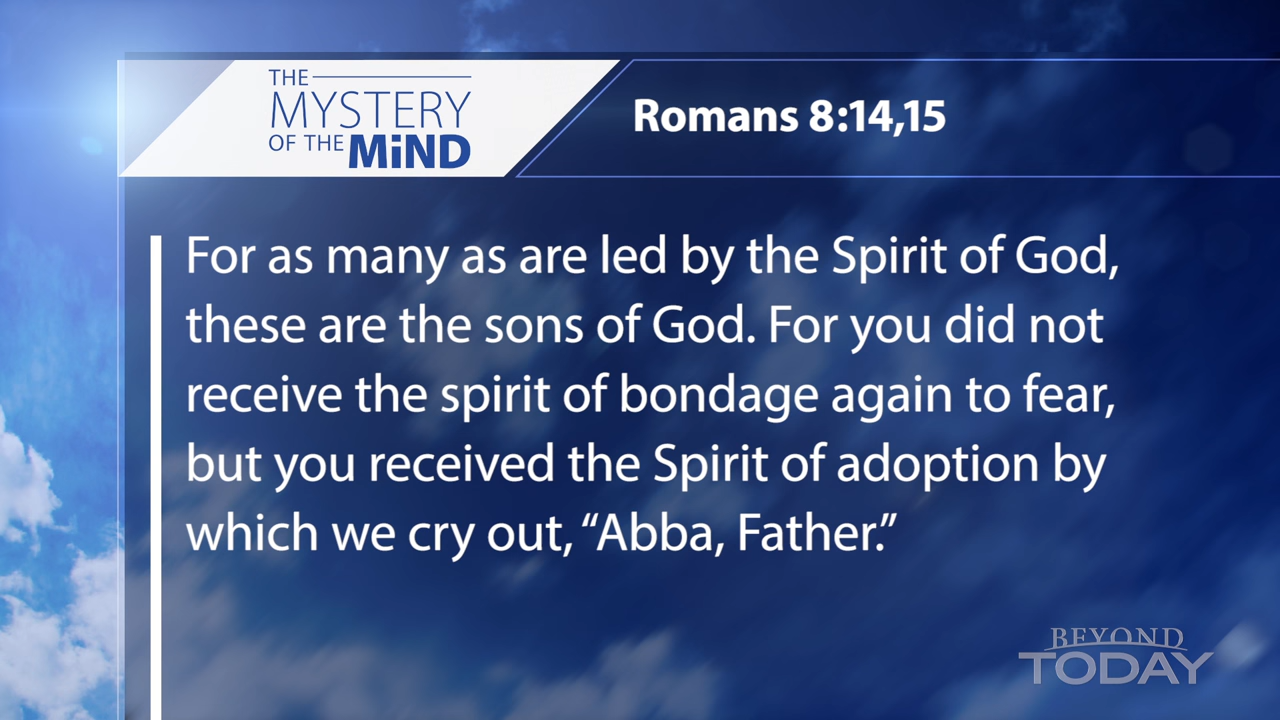 THE
MYSTERY
OF THE MiND
Romans 8:14,15
For as many as are led by the Spirit of God,
these are the sons of God. For you did not
receive the spirit of bondage again to fear,
but you received the Spirit of adoption by
which we cry out, “Abba, Father.”
BEYOND
TODAY